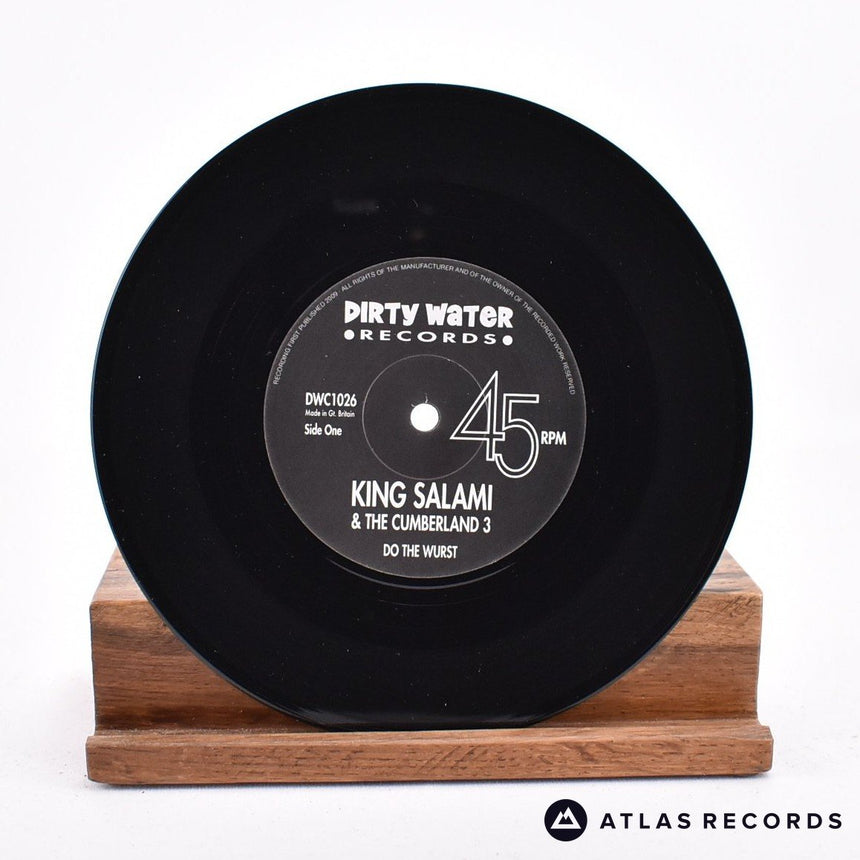 RECORDING FIRST PUBLISHED 2009 · ALL RIGHTS OF THE MANUFACTURER AND OF THE OWNER OF THE RECORDED WORK RESERVED
DIRTY WATER
•RECORDS•
DWC1026
Made in Gt. Britain
Side One
45 RPM
KING SALAMI
& THE CUMBERLAND 3
DO THE WURST
ATLAS RECORDS